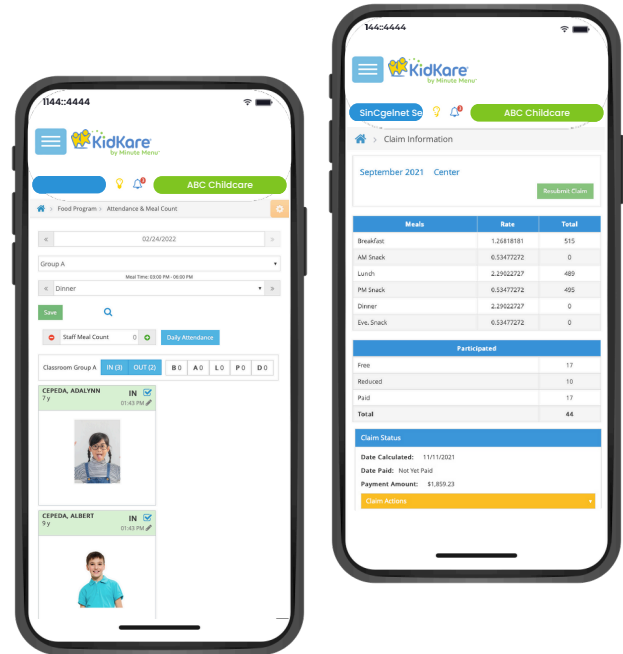 1144::4444
KidKare
by Minute Menu
ABC Childcare
> Food Program > Attendance & Meal Count
« 02/24/2022 »
Group A
Meal Time: 03:00 PM - 06:00 PM
« Dinner »
Save
Staff Meal Count 0
Daily Attendance
Classroom Group A IN (3) OUT (2) B 0 A 0 L 0 P 0 D 0
CEPEDA, ADALYNN IN
7 y
01:43 PM
CEPEDA, ALBERT IN
9 y
01:43 PM
144::4444
KidKare
by Minute Menu
SinCgelnet Se
ABC Childcare
> Claim Information
September 2021 Center
Resubmit Claim
Meals Rate Total
Breakfast 1.26818181 515
AM Snack 0.53477272 0
Lunch 2.29022727 489
PM Snack 0.53477272 495
Dinner 2.29022727 0
Eve. Snack 0.53477272 0
Participated
Free 17
Reduced 10
Paid 17
Total 44
Claim Status
Date Calculated: 11/11/2021
Date Paid: Not Yet Paid
Payment Amount: $1,859.23
Claim Actions